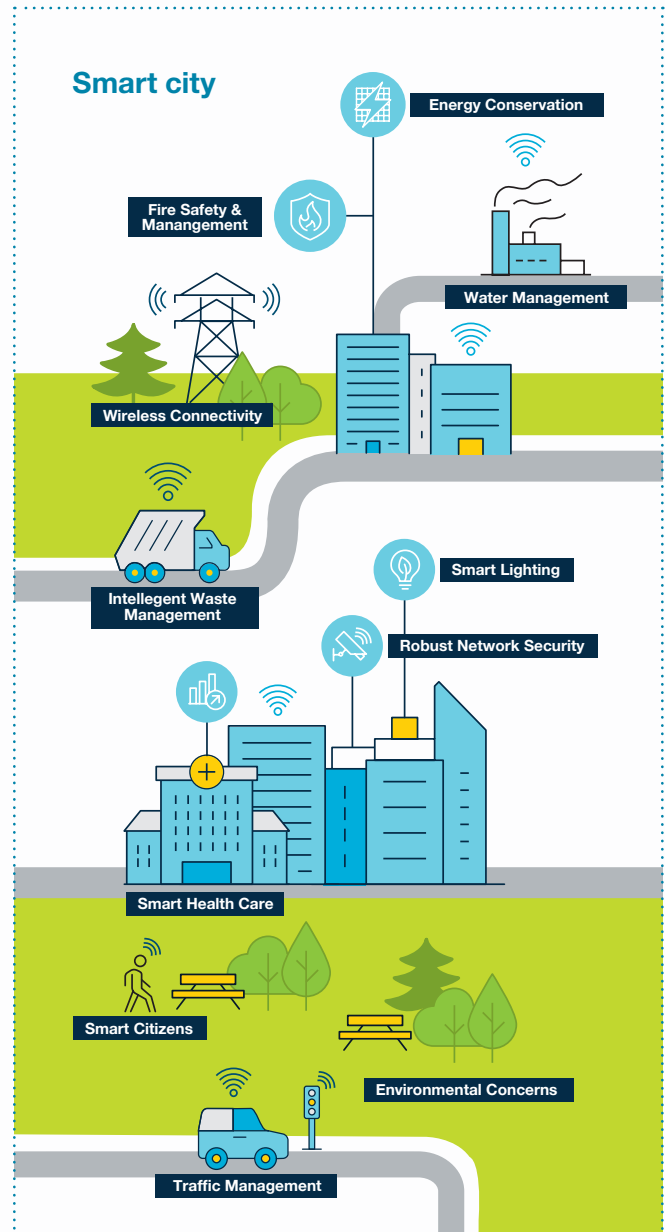 Smart city
Energy Conservation
Fire Safety &
Manangement
Water Management
Wireless Connectivity
Intellegent Waste
Management
Smart Lighting
Robust Network Security
Smart Health Care
Smart Citizens
Environmental Concerns
Traffic Management